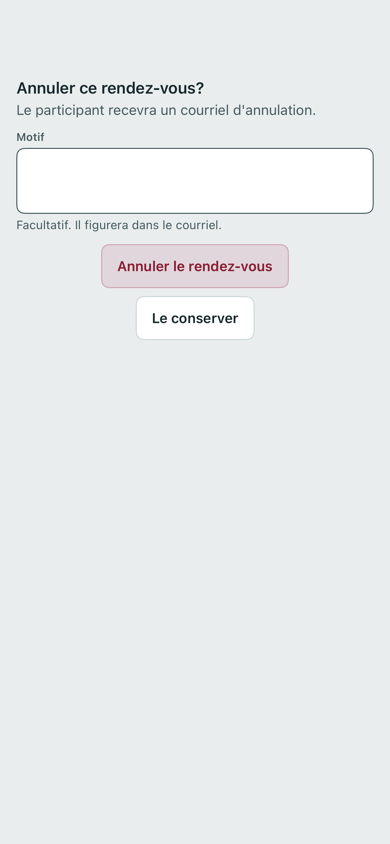 Annuler ce rendez-vous?
Le participant recevra un courriel d'annulation.
Motif
Facultatif. Il figurera dans le courriel.
Annuler le rendez-vous
Le conserver